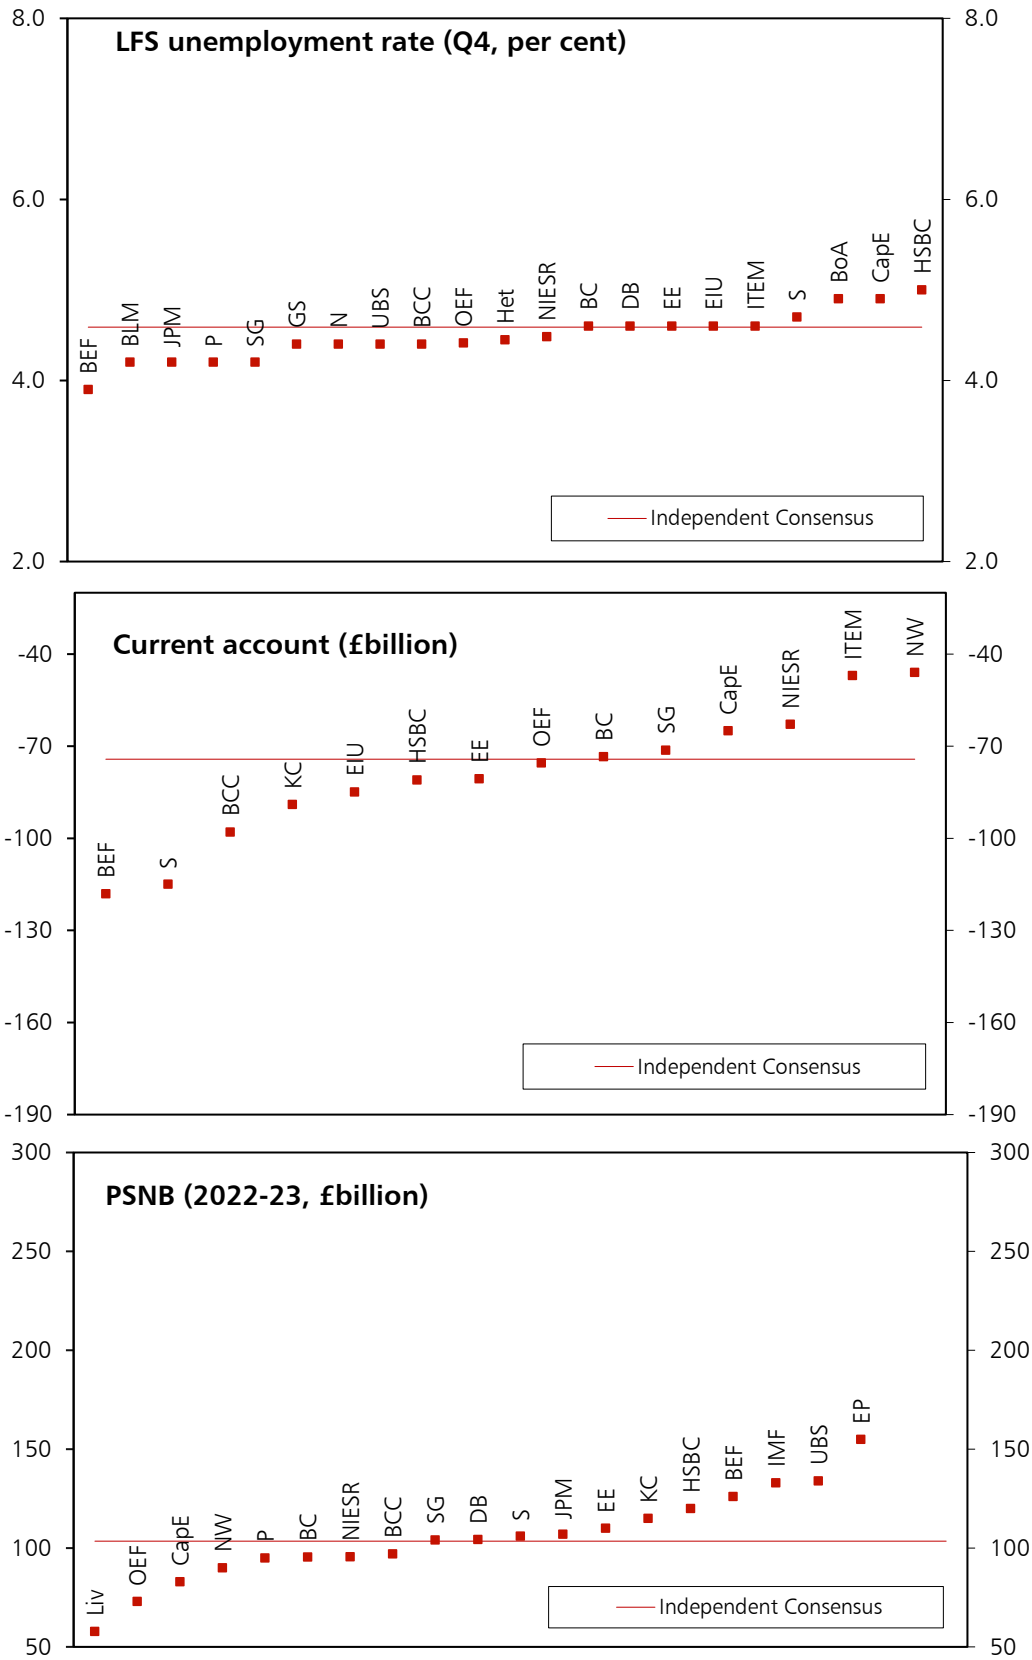 LFS unemployment rate (Q4, per cent)
8.0 8.0
6.0 6.0
4.0 4.0
2.0 2.0
BEF BLM JPM P SG GS N UBS BCC OEF Het NIESR BC DB EE EIU ITEM S BoA CapE HSBC
Independent Consensus
Current account (£billion)
-40 -40
-70 -70
-100 -100
-130 -130
-160 -160
-190 -190
BEF S BCC KC EIU HSBC EE OEF BC SG CapE NIESR ITEM NW
Independent Consensus
PSNB (2022-23, £billion)
300 300
250 250
200 200
150 150
100 100
50 50
Liv OEF CapE NW P BC NIESR BCC SG DB S JPM EE KC HSBC BEF IMF UBS EP
Independent Consensus